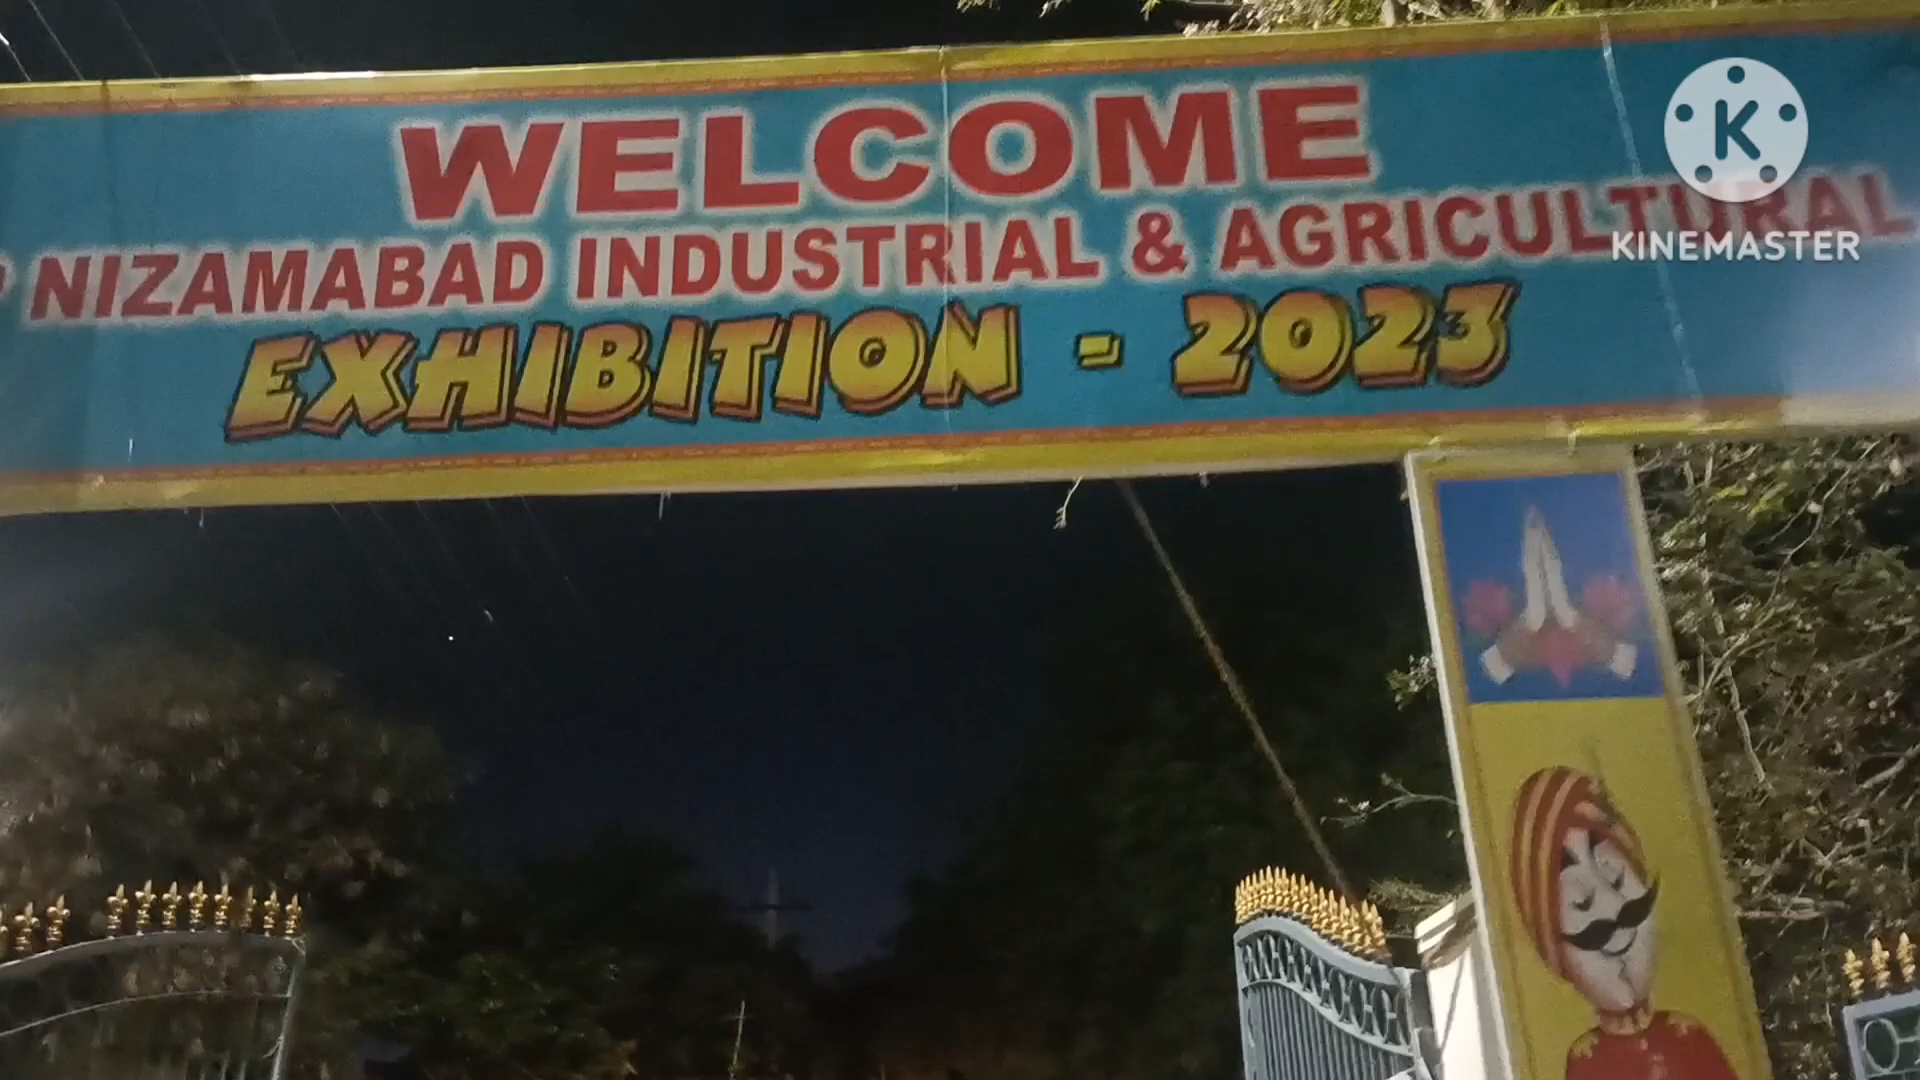 WELCOME
NIZAMABAD INDUSTRIAL & AGRICULTURAL
EXHIBITION - 2023
K
KINEMASTER